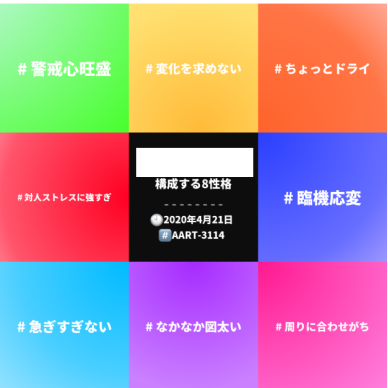 # 警戒心旺盛
# 変化を求めない
# ちょっとドライ
# 対人ストレスに強すぎ
構成する8性格
--------
🕘2020年4月21日
#️⃣AART-3114
# 臨機応変
# 急ぎすぎない
# なかなか図太い
# 周りに合わせがち